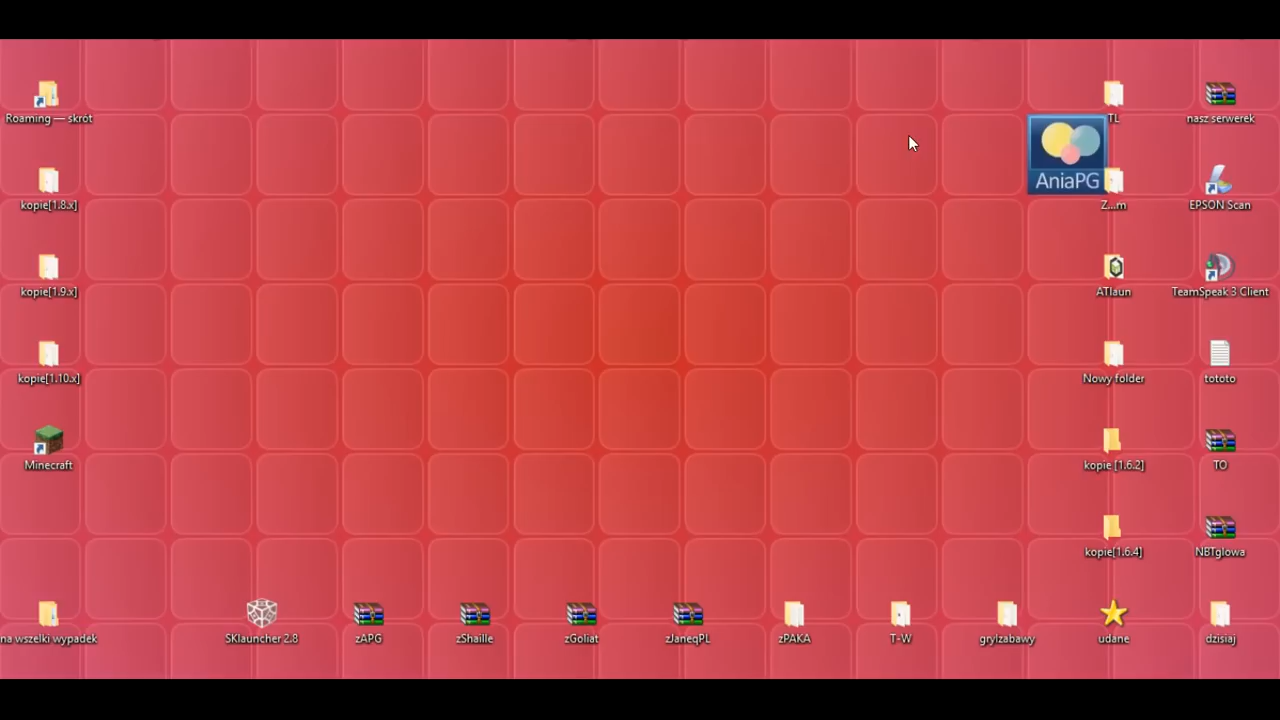 Roaming — skrót
TL
nasz serwerek
AniaPG
kopie[1.8.x]
Z...m
EPSON Scan
kopie[1.9.x]
ATlaun
TeamSpeak 3 Client
kopie[1.10.x]
Nowy folder
tototo
Minecraft
kopie [1.6.2]
TO
kopie[1.6.4]
NBTglowa
na wszelki wypadek
SKlauncher 2.8
zAPG
zShaille
zGoliat
zJaneqPL
zPAKA
T-W
gryIzabawy
udane
dzisiaj